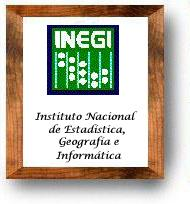 INEGI
Instituto Nacional
de Estadística,
Geografía e
Informática